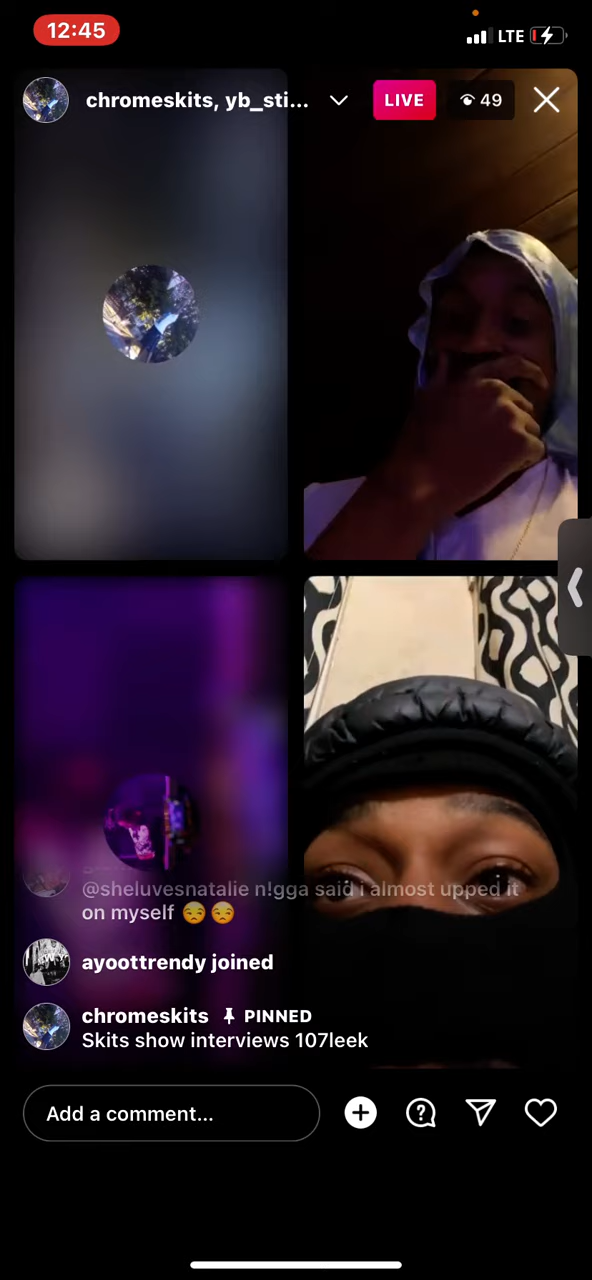 12:45
LTE
chromeskits, yb_sti...
LIVE
49
@sheluvesnatalie n!gga said i almost upped it
on myself 😒😒
ayoottrendy joined
chromeskits PINNED
Skits show interviews 107leek
Add a comment...